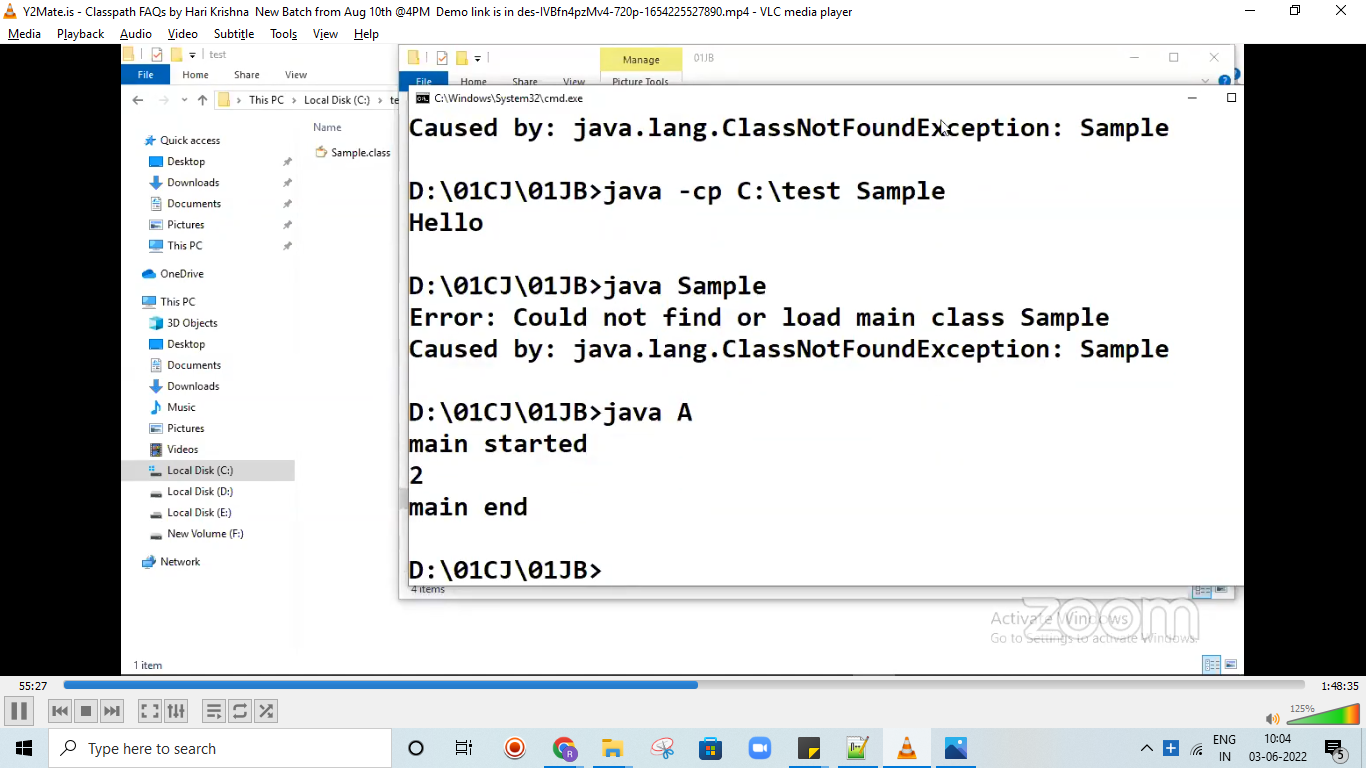 Y2Mate.is - Classpath FAQs by Hari Krishna  New Batch from Aug 10th @4PM  Demo link is in des-IVBfn4pzMv4-720p-1654225527890.mp4 - VLC media player
Media Playback Audio Video Subtitle Tools View Help
test
File Home Share View
Manage 01JB
File Home Share View Picture Tools
This PC Local Disk (C:) te
C:\Windows\System32\cmd.exe
Quick access
Desktop
Downloads
Documents
Pictures
This PC
OneDrive
This PC
3D Objects
Desktop
Documents
Downloads
Music
Pictures
Videos
Local Disk (C:)
Local Disk (D:)
Local Disk (E:)
New Volume (F:)
Network
Name
Sample.class
Caused by: java.lang.ClassNotFoundException: Sample
D:\01CJ\01JB>java -cp C:\test Sample
Hello
D:\01CJ\01JB>java Sample
Error: Could not find or load main class Sample
Caused by: java.lang.ClassNotFoundException: Sample
D:\01CJ\01JB>java A
main started
2
main end
D:\01CJ\01JB>
4 items
zoom
Activate Windows
Go to Settings to activate Windows.
1 item
55:27 1:48:35
125%
Type here to search
ENG 10:04
IN 03-06-2022
5